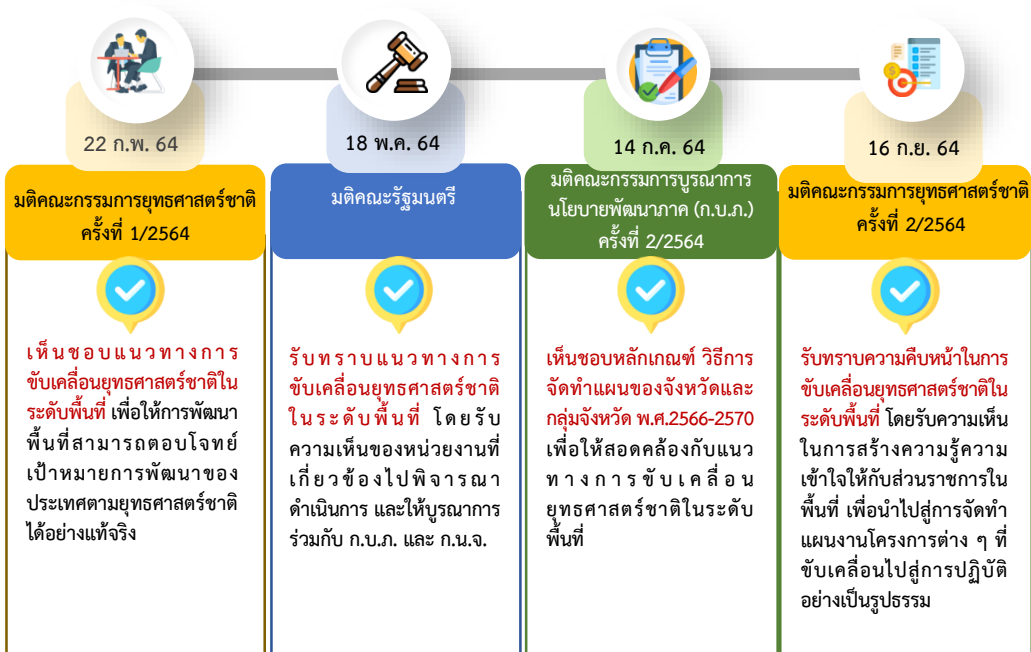 22 ก.พ. 64
มติคณะกรรมการยุทธศาสตร์ชาติ
ครั้งที่ 1/2564
เห็นชอบแนวทางการ
ขับเคลื่อนยุทธศาสตร์ชาติใน
ระดับพื้นที่ เพื่อให้การพัฒนา
พื้นที่สามารถตอบโจทย์
เป้าหมายการพัฒนาของ
ประเทศตามยุทธศาสตร์ชาติ
ได้อย่างแท้จริง
18 พ.ค. 64
มติคณะรัฐมนตรี
รับทราบแนวทางการ
ขับเคลื่อนยุทธศาสตร์ชาติ
ในระดับพื้นที่ โดยรับ
ความเห็นของหน่วยงานที่
เกี่ยวข้องไปพิจารณา
ดำเนินการ และให้บูรณาการ
ร่วมกับ ก.บ.ภ. และ ก.น.จ.
14 ก.ค. 64
มติคณะกรรมการบูรณาการ
นโยบายพัฒนาภาค (ก.บ.ภ.)
ครั้งที่ 2/2564
เห็นชอบหลักเกณฑ์ วิธีการ
จัดทำแผนของจังหวัดและ
กลุ่มจังหวัด พ.ศ.2566-2570
เพื่อให้สอดคล้องกับแนว
ทางการขับเคลื่อน
ยุทธศาสตร์ชาติในระดับ
พื้นที่
16 ก.ย. 64
มติคณะกรรมการยุทธศาสตร์ชาติ
ครั้งที่ 2/2564
รับทราบความคืบหน้าในการ
ขับเคลื่อนยุทธศาสตร์ชาติใน
ระดับพื้นที่ โดยรับความเห็น
ในการสร้างความรู้ความ
เข้าใจให้กับส่วนราชการใน
พื้นที่ เพื่อนำไปสู่การจัดทำ
แผนงานโครงการต่าง ๆ ที่
ขับเคลื่อนไปสู่การปฏิบัติ
อย่างเป็นรูปธรรม